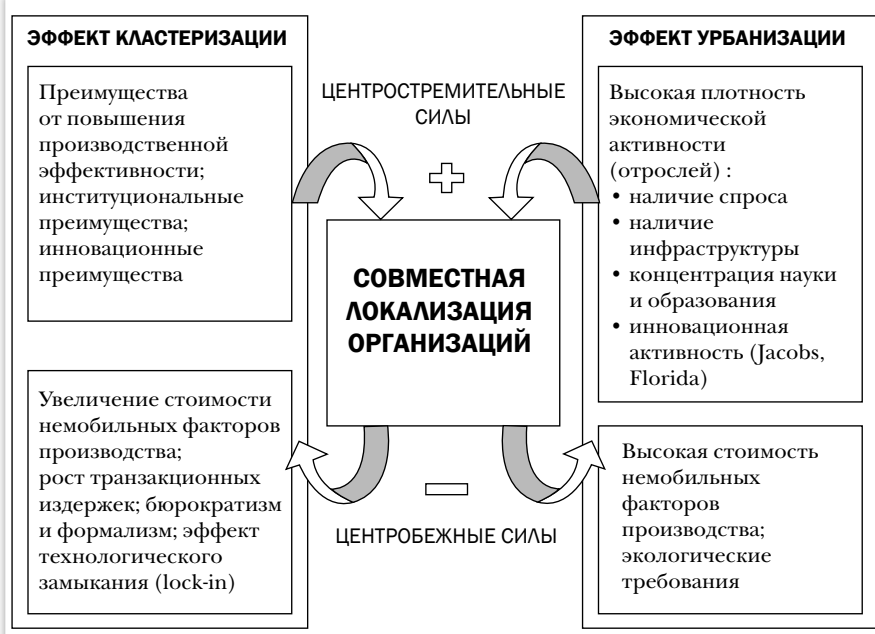 ЭФФЕКТ КЛАСТЕРИЗАЦИИ
Преимущества
от повышения
производственной
эффективности;
институциональные
преимущества;
инновационные
преимущества
Увеличение стоимости
немобильных факторов
производства;
рост транзакционных
издержек; бюрократизм
и формализм; эффект
технологического
замыкания (lock-in)
ЦЕНТРОСТРЕМИТЕЛЬНЫЕ
СИЛЫ
СОВМЕСТНАЯ
ЛОКАЛИЗАЦИЯ
ОРГАНИЗАЦИЙ
ЦЕНТРОБЕЖНЫЕ СИЛЫ
ЭФФЕКТ УРБАНИЗАЦИИ
Высокая плотность
экономической
активности
(отрослей) :
• наличие спроса
• наличие
инфраструктуры
• концентрация науки
и образования
• инновационная
активность (Jacobs,
Florida)
Высокая стоимость
немобильных
факторов
производства;
экологические
требования